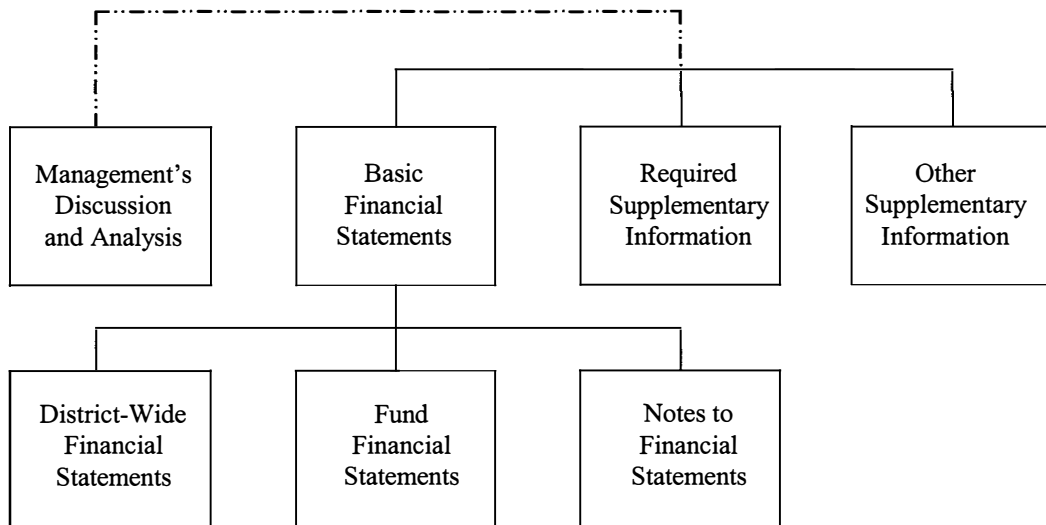 Management's
Discussion
and Analysis
Basic
Financial
Statements
Required
Supplementary
Information
Other
Supplementary
Information
District-Wide
Financial
Statements
Fund
Financial
Statements
Notes to
Financial
Statements